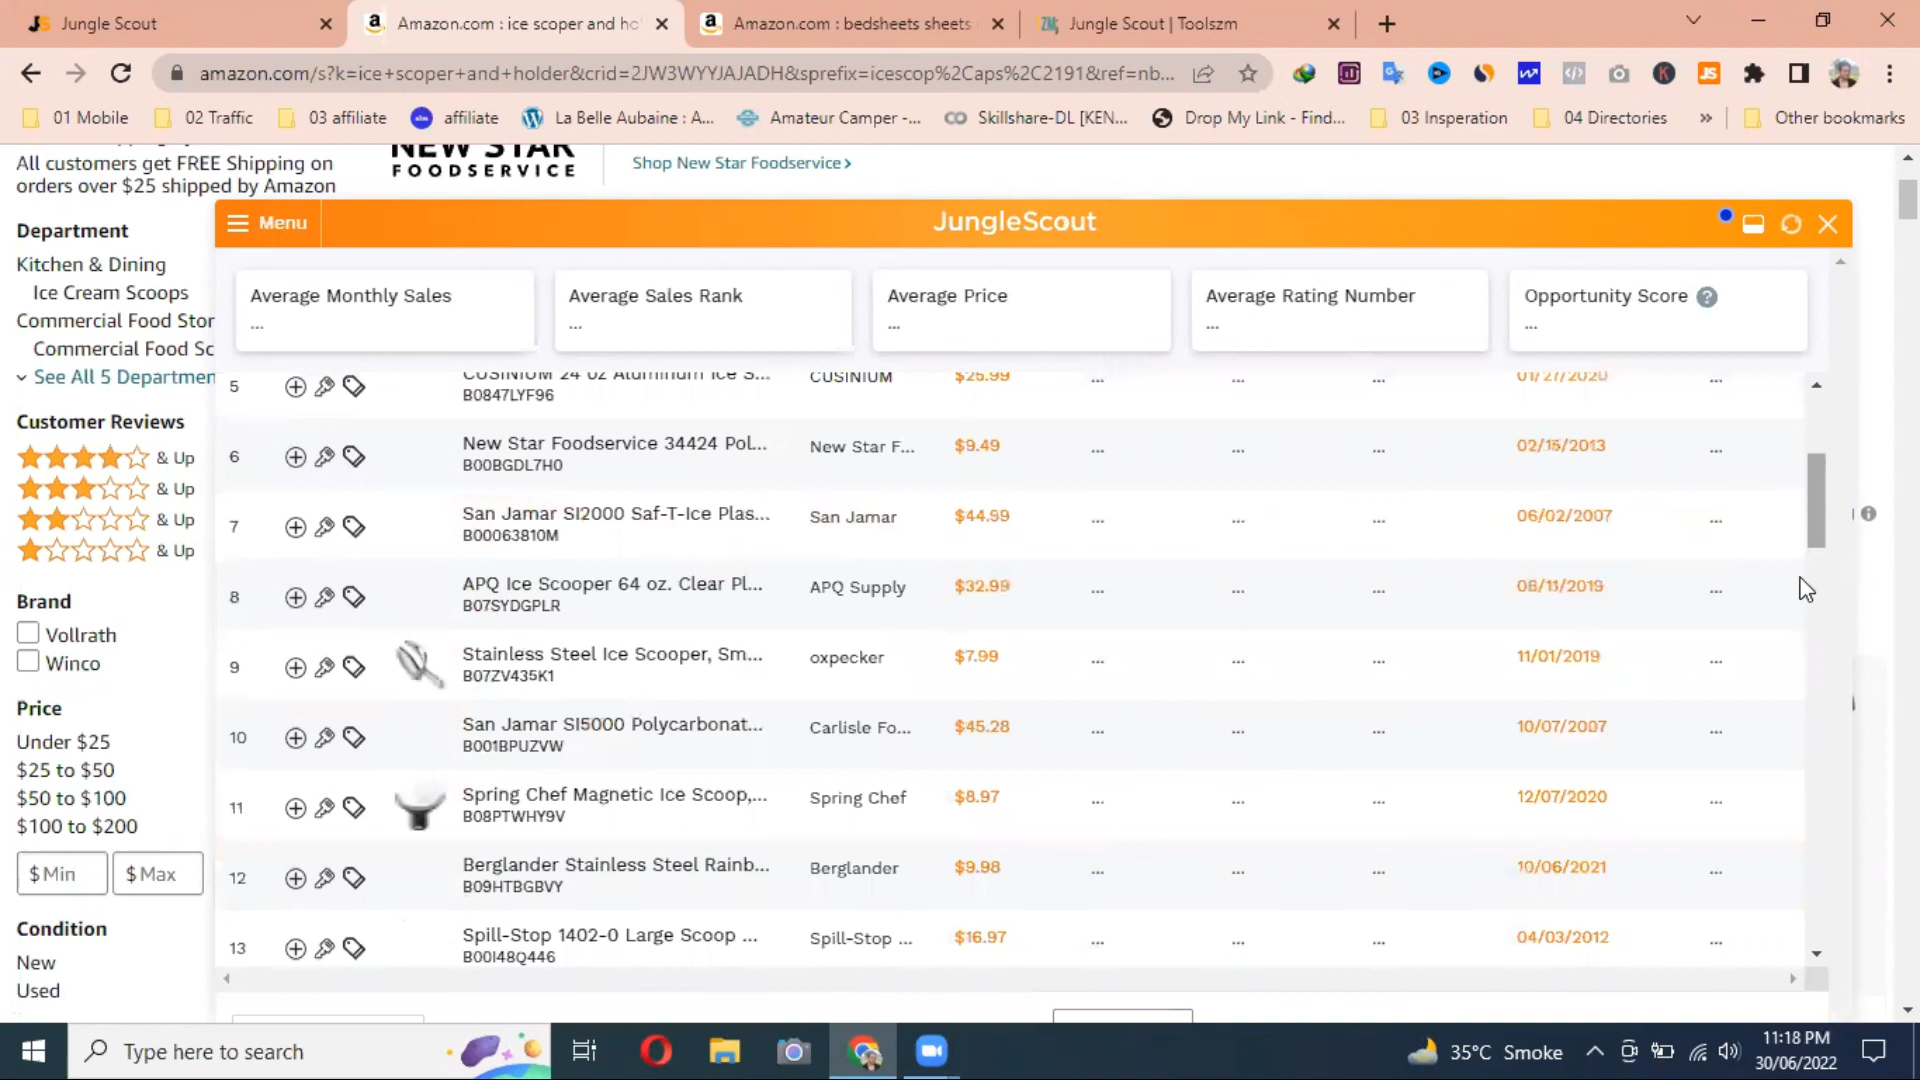 Jungle Scout
Amazon.com : ice scoper and ho
Amazon.com : bedsheets sheets
Jungle Scout | Toolszm
amazon.com/s?k=ice+scoper+and+holder&crid=2JW3WYYJAJADH&sprefix=icescop%2Caps%2C2191&ref=nb...
01 Mobile
02 Traffic
03 affiliate
affiliate
La Belle Aubaine : A...
Amateur Camper -...
Skillshare-DL [KEN...
Drop My Link - Find...
03 Insperation
04 Directories
»
Other bookmarks
All customers get FREE Shipping on
orders over $25 shipped by Amazon
NEW STAR
FOODSERVICE
Shop New Star Foodservice ›
Department
Kitchen & Dining
Ice Cream Scoops
Commercial Food Stor
Commercial Food Sc
See All 5 Departmen
Customer Reviews
& Up
& Up
& Up
& Up
Brand
Vollrath
Winco
Price
Under $25
$25 to $50
$50 to $100
$100 to $200
$ Min $ Max
Condition
New
Used
Menu
JungleScout
Average Monthly Sales
...
Average Sales Rank
...
Average Price
...
Average Rating Number
...
Opportunity Score ?
...
5 CUSINIUM 24 oz Aluminum Ice S... CUSINIUM $25.99 ... ... ... 01/27/2020 ...
B0847LYF96
6 New Star Foodservice 34424 Pol... New Star F... $9.49 ... ... ... 02/15/2013 ...
B00BGDL7H0
7 San Jamar SI2000 Saf-T-Ice Plas... San Jamar $44.99 ... ... ... 06/02/2007 ...
B00063810M
8 APQ Ice Scooper 64 oz. Clear Pl... APQ Supply $32.99 ... ... ... 08/11/2019 ...
B07SYDGPLR
9 Stainless Steel Ice Scooper, Sm... oxpecker $7.99 ... ... ... 11/01/2019 ...
B07ZV435K1
10 San Jamar SI5000 Polycarbonat... Carlisle Fo... $45.28 ... ... ... 10/07/2007 ...
B001BPUZVW
11 Spring Chef Magnetic Ice Scoop,... Spring Chef $8.97 ... ... ... 12/07/2020 ...
B08PTWHY9V
12 Berglander Stainless Steel Rainb... Berglander $9.98 ... ... ... 10/06/2021 ...
B09HTBGBVY
13 Spill-Stop 1402-0 Large Scoop ... Spill-Stop ... $16.97 ... ... ... 04/03/2012 ...
B00I48Q446
Type here to search
35°C Smoke
11:18 PM
30/06/2022